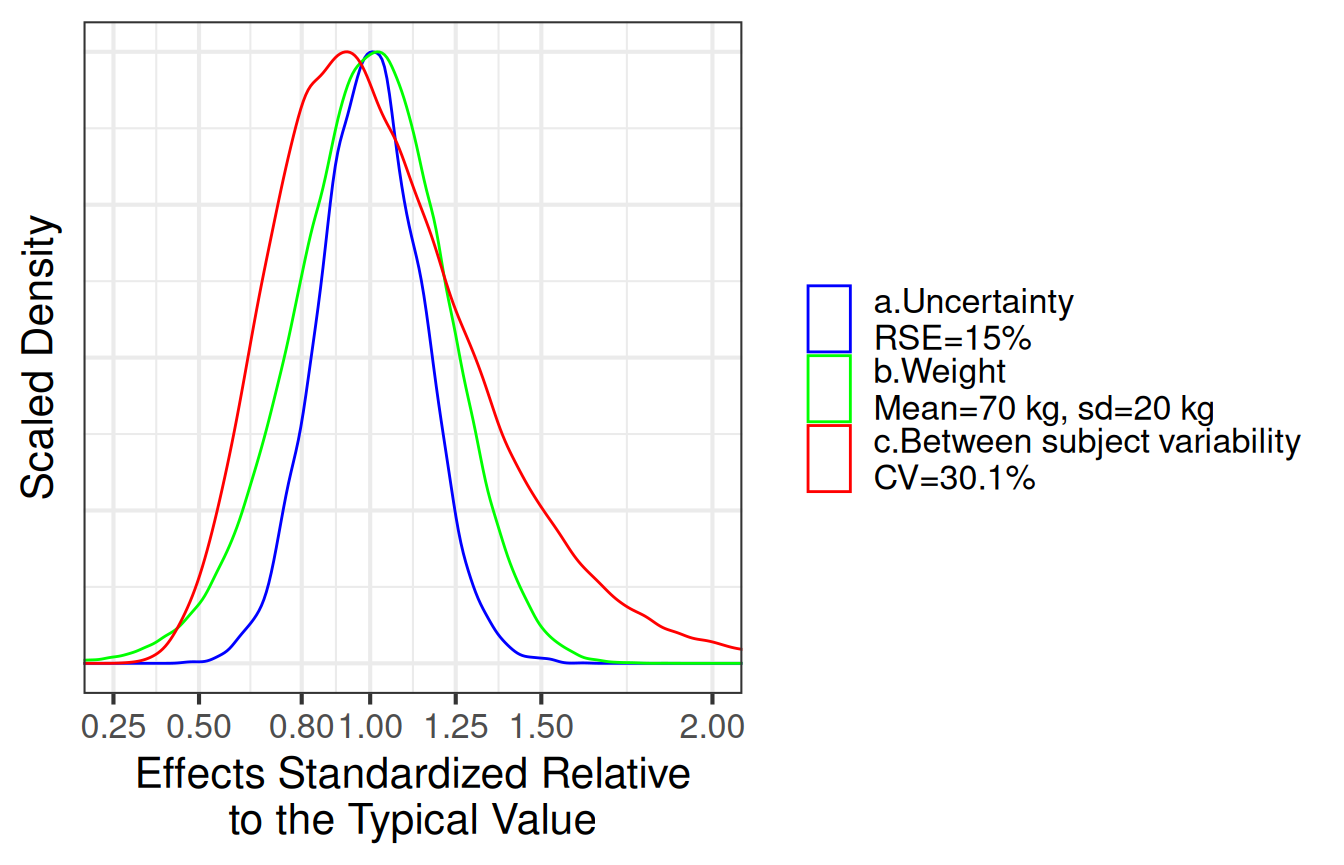 Scaled Density
0.25 0.50 0.80 1.00 1.25 1.50 2.00
Effects Standardized Relative
to the Typical Value
a.Uncertainty
RSE=15%
b.Weight
Mean=70 kg, sd=20 kg
c.Between subject variability
CV=30.1%